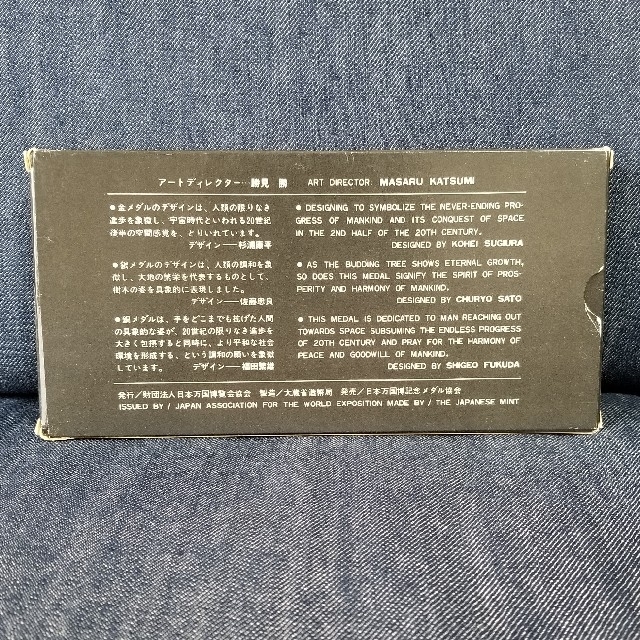 アートディレクター…勝見　勝　ART DIRECTOR: MASARU KATSUMI
●金メダルのデザインは、人類の限りなき
進歩を象徴し、宇宙時代といわれる20世紀
後半の空間感覚を、とりいれています。
デザイン──杉浦康平
●銀メダルのデザインは、人類の調和を象
徴し、大地の繁栄を代表するものとして、
樹木の姿を具象的に表現しました。
デザイン──佐藤忠良
●銅メダルは、手をどこまでも拡げた人間
の具象的な姿が、20世紀の限りなき進歩を
大きく包摂すると同時に、より平和な社会
環境を形成する、という調和の願いを象徴
しています。　デザイン──福田繁雄
● DESIGNING TO SYMBOLIZE THE NEVER-ENDING PRO-
GRESS OF MANKIND AND ITS CONQUEST OF SPACE
IN THE 2ND HALF OF THE 20TH CENTURY.
DESIGNED BY KOHEI SUGIURA
● AS THE BUDDING TREE SHOWS ETERNAL GROWTH,
SO DOES THIS MEDAL SIGNIFY THE SPIRIT OF PROS-
PERITY AND HARMONY OF MANKIND.
DESIGNED BY CHURYO SATO
● THIS MEDAL IS DEDICATED TO MAN REACHING OUT
TOWARDS SPACE SUBSUMING THE ENDLESS PROGRESS
OF 20TH CENTURY AND PRAY FOR THE HARMONY OF
PEACE AND GOODWILL OF MANKIND.
DESIGNED BY SHIGEO FUKUDA
発行／財団法人日本万国博覧会協会　製造／大蔵省造幣局　発売／日本万国博記念メダル協会
ISSUED BY / JAPAN ASSOCIATION FOR THE WORLD EXPOSITION MADE BY / THE JAPANESE MINT